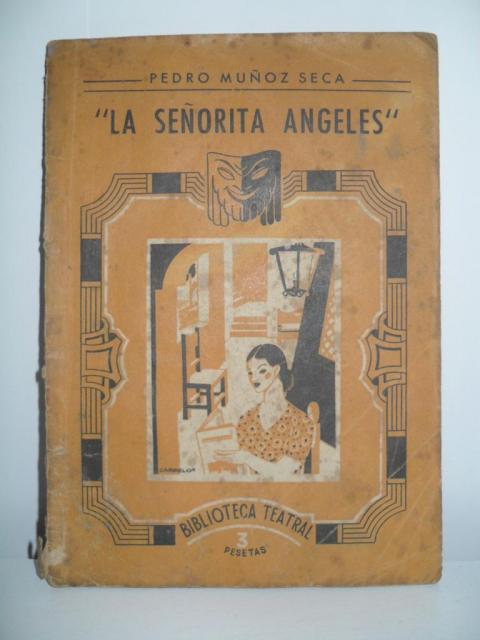 PEDRO MUÑOZ SECA
"LA SEÑORITA ANGELES"
BIBLIOTECA TEATRAL
3
PESETAS